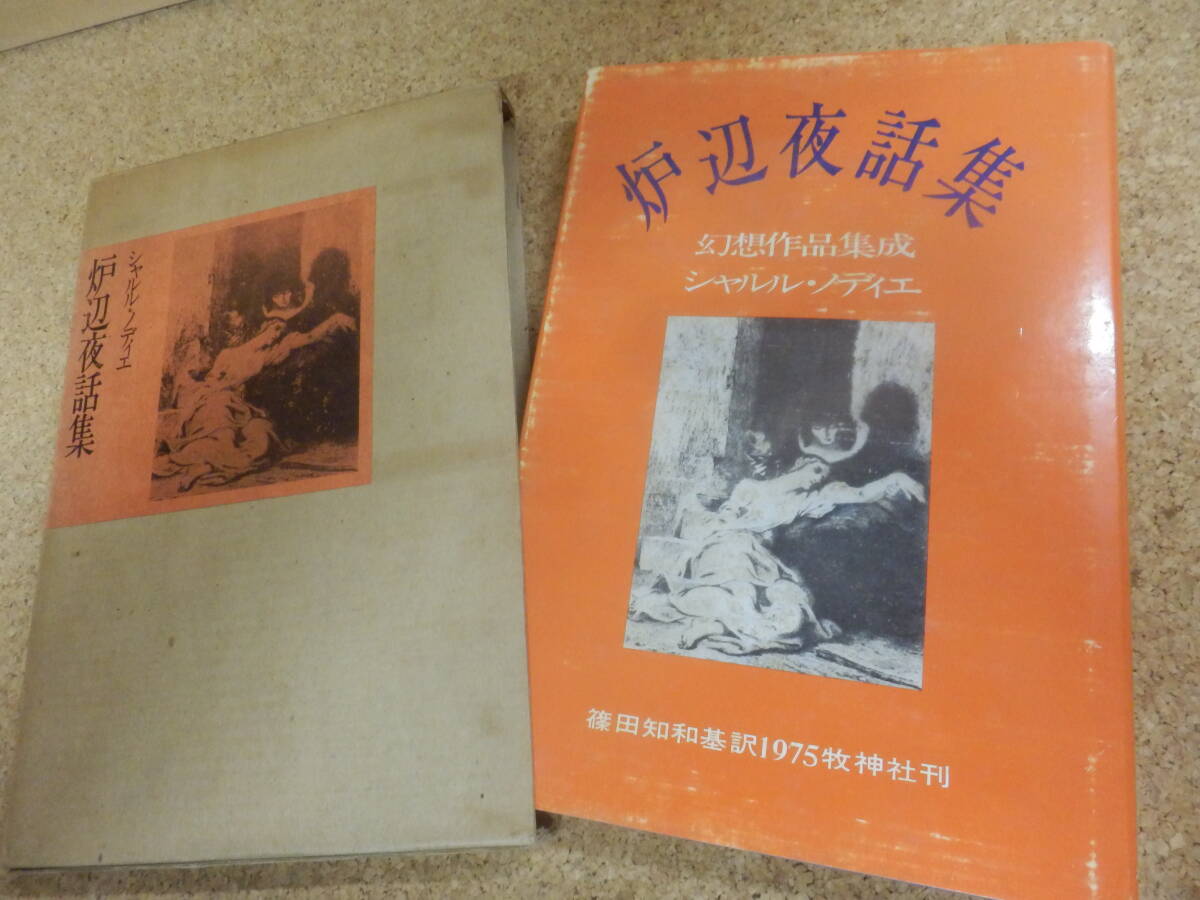 シャルル・ノディエ
炉辺夜話集
炉辺夜話集
幻想作品集成
シャルル・ノディエ
篠田知和基訳1975牧神社刊